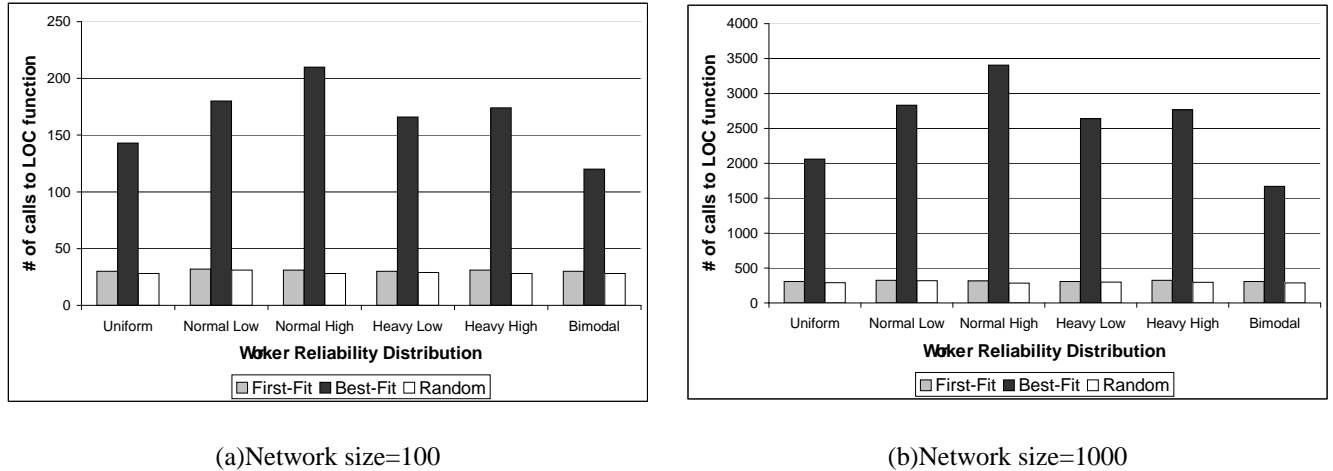 300
250
200
150
100
50
0
# of calls to LOC function
Uniform Normal Low Normal High Heavy Low Heavy High Bimodal
Worker Reliability Distribution
First-Fit Best-Fit Random
(a)Network size=100
4000
3500
3000
2500
2000
1500
1000
500
0
# of calls to LOC function
Uniform Normal Low Normal High Heavy Low Heavy High Bimodal
Worker Reliability Distribution
First-Fit Best-Fit Random
(b)Network size=1000